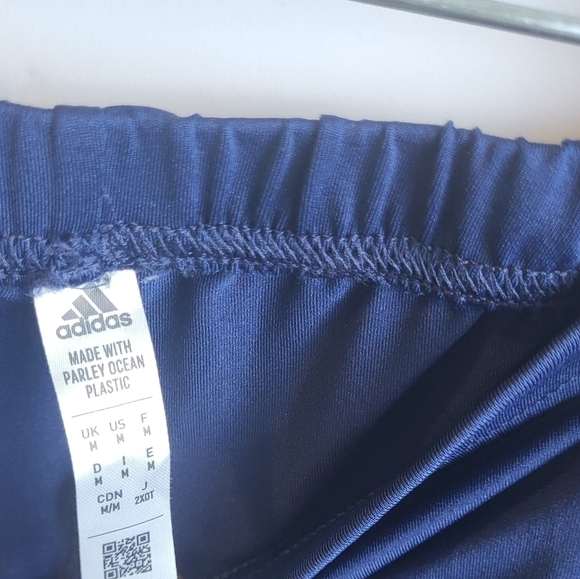 adidas
MADE WITH
PARLEY OCEAN
PLASTIC
UK US F
M M M
D I E
M M M
CDN J
M/M 2XOT